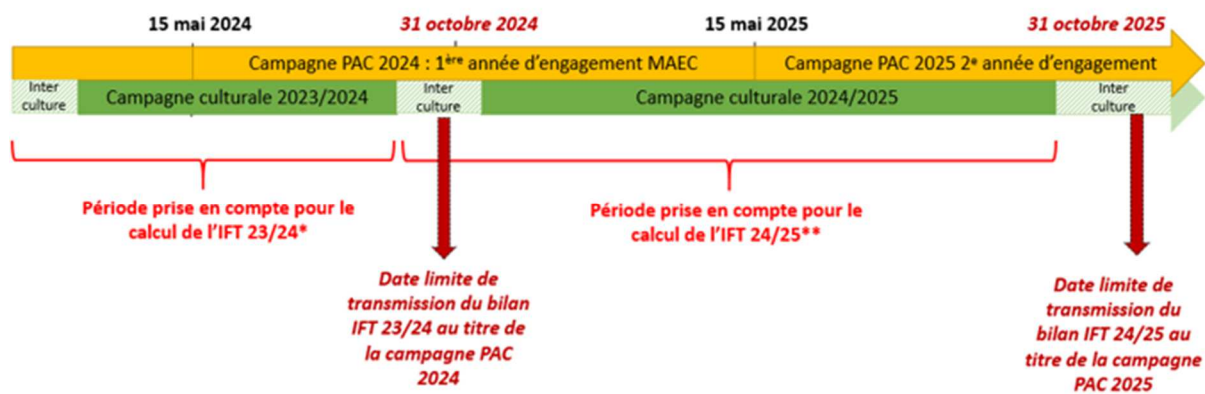 15 mai 2024
31 octobre 2024
15 mai 2025
31 octobre 2025
Campagne PAC 2024 : 1ère année d'engagement MAEC
Campagne PAC 2025 2e année d'engagement
Inter
culture
Campagne culturale 2023/2024
Inter
culture
Campagne culturale 2024/2025
Inter
culture
Période prise en compte pour le
calcul de l'IFT 23/24*
Période prise en compte pour le
calcul de l'IFT 24/25**
Date limite de
transmission du bilan
IFT 23/24 au titre de
la campagne PAC
2024
Date limite de
transmission du
bilan IFT 24/25 au
titre de la campagne
PAC 2025